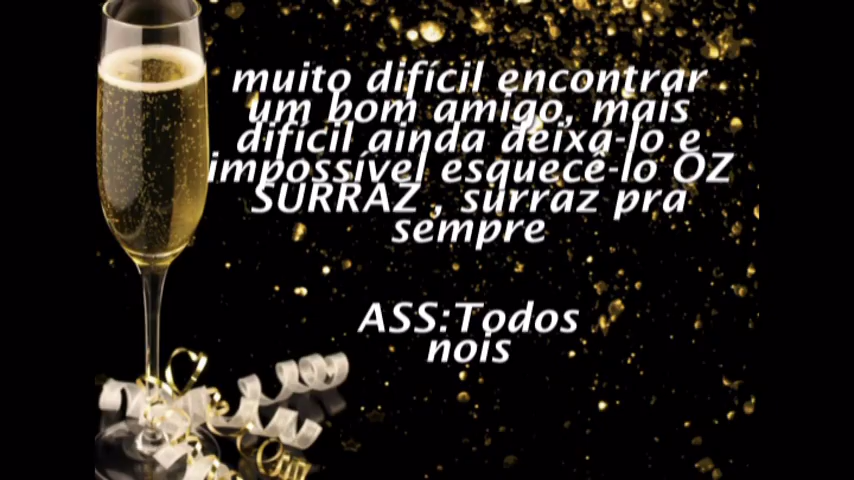 muito difícil encontrar
um bom amigo, mais
difícil ainda deixá-lo e
impossível esquecê-lo OZ
SURRAZ , surraz pra
sempre
ASS:Todos
nois